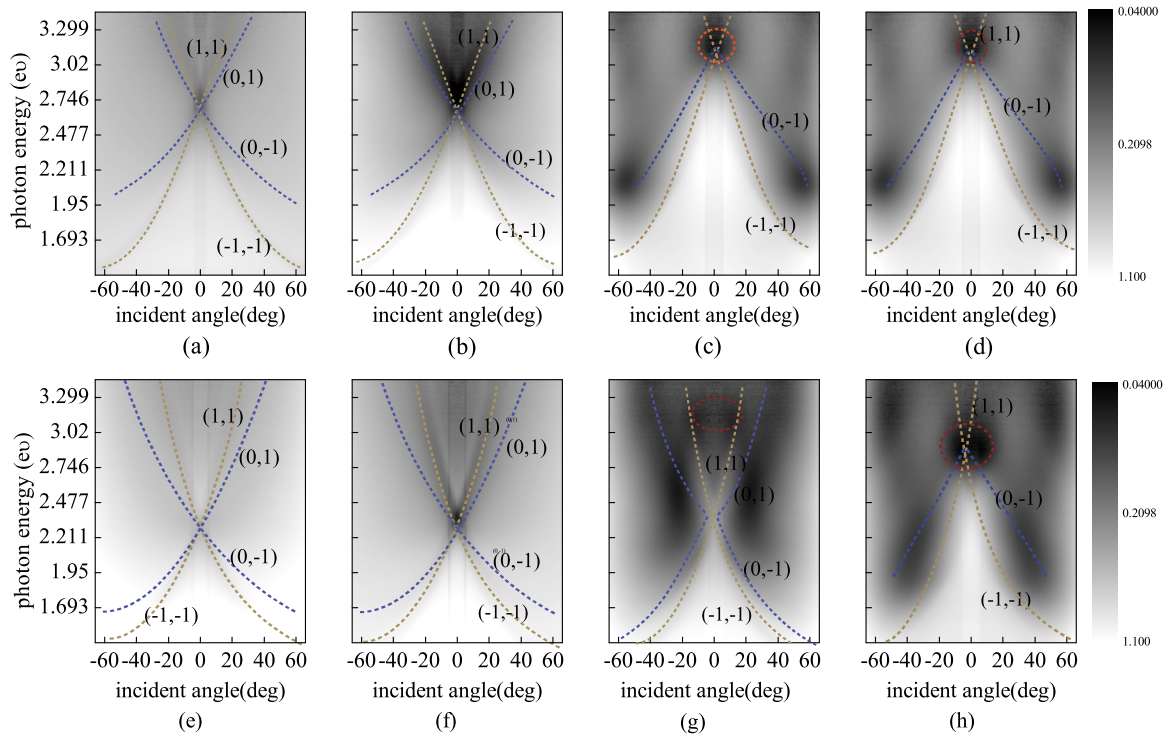 photon energy (eυ)
3.299
3.02
2.746
2.477
2.211
1.95
1.693
(1,1)
(0,1)
(0,-1)
(-1,-1)
-60 -40 -20 0 20 40 60
incident angle(deg)
(a)
(1,1)
(0,1)
(0,-1)
(-1,-1)
-60 -40 -20 0 20 40 60
incident angle(deg)
(b)
(0,-1)
(-1,-1)
-60 -40 -20 0 20 40 60
incident angle(deg)
(c)
(1,1)
(0,-1)
(-1,-1)
-60 -40 -20 0 20 40 60
incident angle(deg)
(d)
0.04000
0.2098
1.100
photon energy (eυ)
3.299
3.02
2.746
2.477
2.211
1.95
1.693
(1,1)
(0,1)
(0,-1)
(-1,-1)
-60 -40 -20 0 20 40 60
incident angle(deg)
(e)
(1,1)
(0,1)
(0,1)
(0,-1)
(0,-1)
(-1,-1)
-60 -40 -20 0 20 40 60
incident angle(deg)
(f)
(1,1)
(0,1)
(0,-1)
(-1,-1)
-60 -40 -20 0 20 40 60
incident angle(deg)
(g)
(1,1)
(0,-1)
(-1,-1)
-60 -40 -20 0 20 40 60
incident angle(deg)
(h)
0.04000
0.2098
1.100